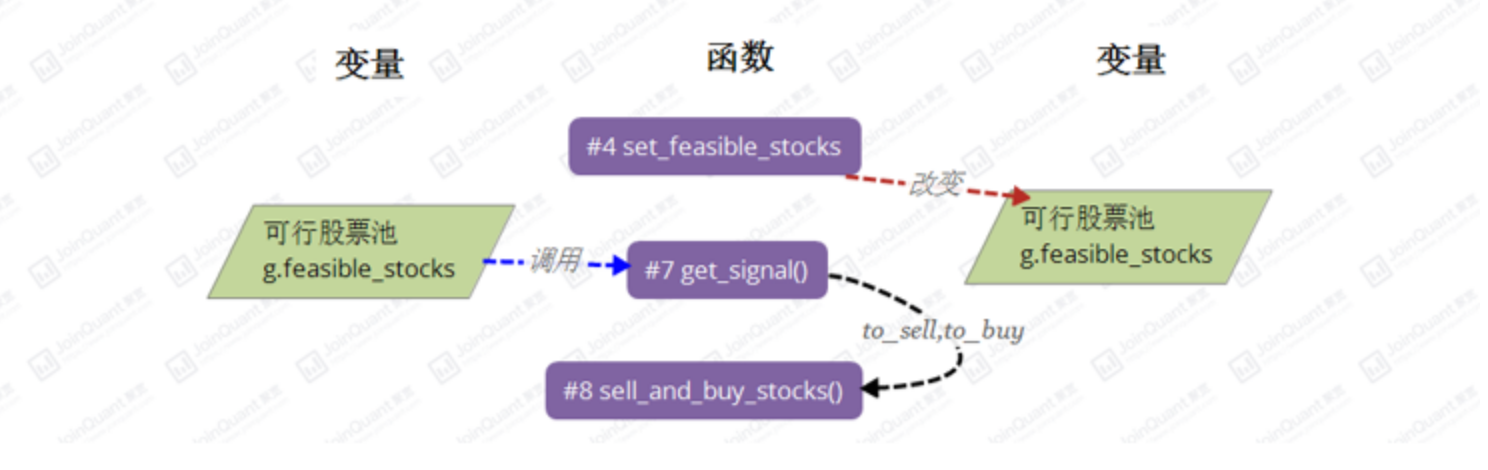 变量
函数
变量
#4 set_feasible_stocks
改变
可行股票池
g.feasible_stocks
可行股票池
g.feasible_stocks
调用
#7 get_signal()
to_sell,to_buy
#8 sell_and_buy_stocks()
JoinQuant 聚宽